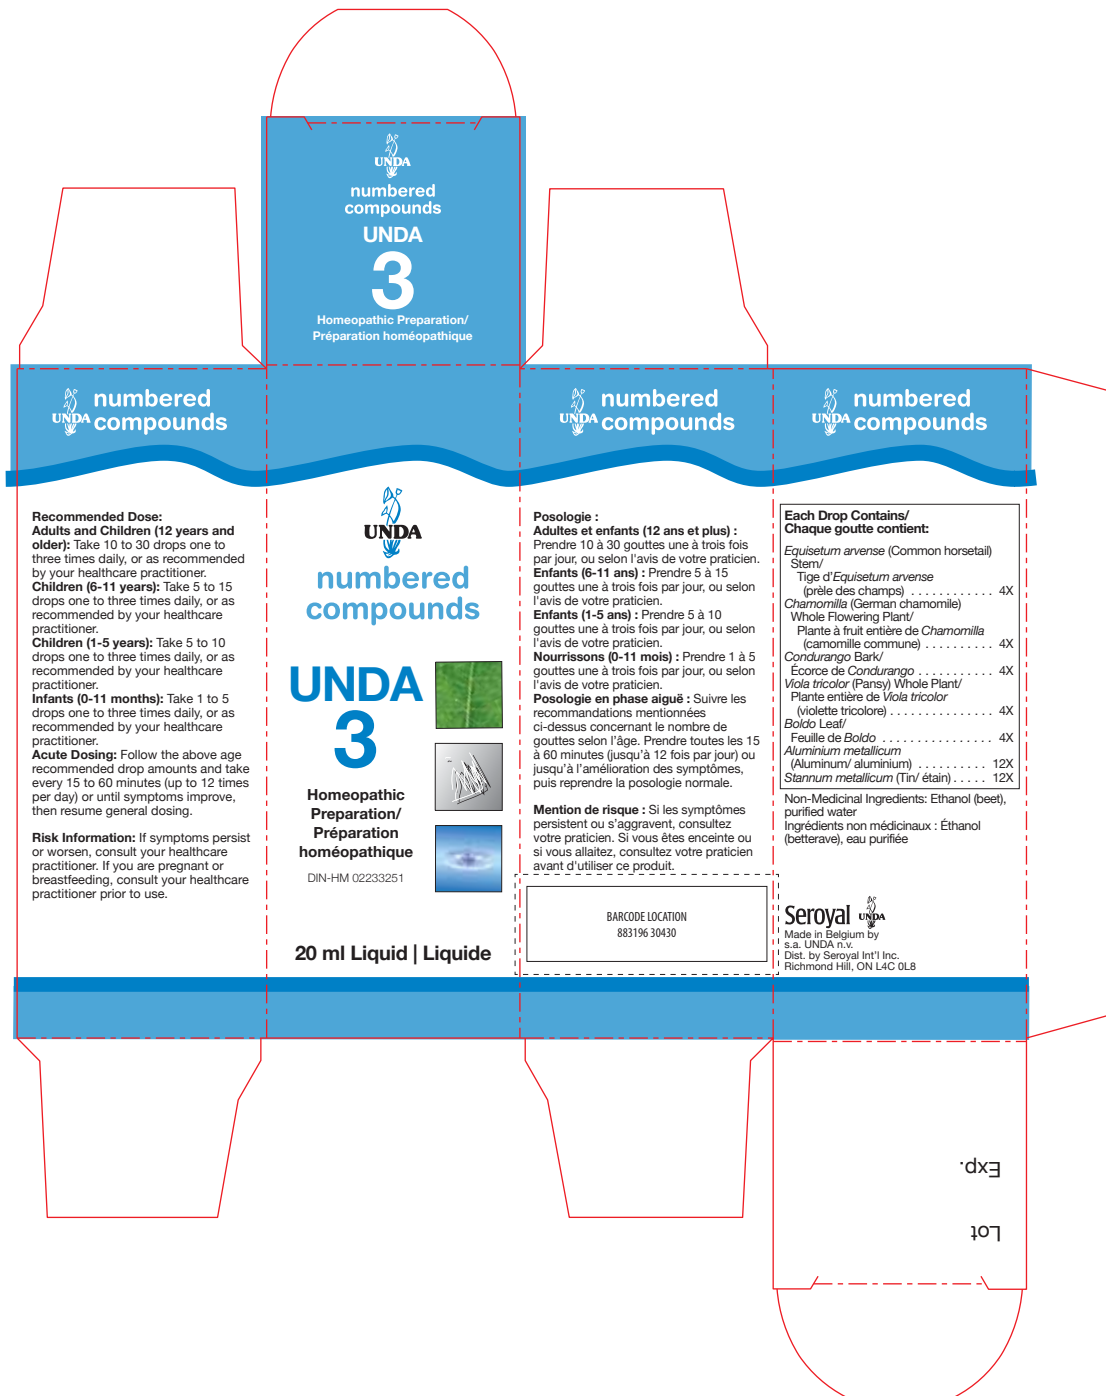 UNDA
numbered
compounds
UNDA
3
Homeopathic Preparation/
Préparation homéopathique
UNDA
numbered
compounds
UNDA
numbered
compounds
UNDA
numbered
compounds
Recommended Dose:
Adults and Children (12 years and
older): Take 10 to 30 drops one to
three times daily, or as recommended
by your healthcare practitioner.
Children (6-11 years): Take 5 to 15
drops one to three times daily, or as
recommended by your healthcare
practitioner.
Children (1-5 years): Take 5 to 10
drops one to three times daily, or as
recommended by your healthcare
practitioner.
Infants (0-11 months): Take 1 to 5
drops one to three times daily, or as
recommended by your healthcare
practitioner.
Acute Dosing: Follow the above age
recommended drop amounts and take
every 15 to 60 minutes (up to 12 times
per day) or until symptoms improve,
then resume general dosing.
Risk Information: If symptoms persist
or worsen, consult your healthcare
practitioner. If you are pregnant or
breastfeeding, consult your healthcare
practitioner prior to use.
UNDA
numbered
compounds
UNDA
3
Homeopathic
Preparation/
Préparation
homéopathique
DIN-HM 02233251
20 ml Liquid | Liquide
Posologie :
Adultes et enfants (12 ans et plus) :
Prendre 10 à 30 gouttes une à trois fois
par jour, ou selon l'avis de votre praticien.
Enfants (6-11 ans) : Prendre 5 à 15
gouttes une à trois fois par jour, ou selon
l'avis de votre praticien.
Enfants (1-5 ans) : Prendre 5 à 10
gouttes une à trois fois par jour, ou selon
l'avis de votre praticien.
Nourrissons (0-11 mois) : Prendre 1 à 5
gouttes une à trois fois par jour, ou selon
l'avis de votre praticien.
Posologie en phase aiguë : Suivre les
recommandations mentionnées
ci-dessus concernant le nombre de
gouttes selon l'âge. Prendre toutes les 15
à 60 minutes (jusqu'à 12 fois par jour) ou
jusqu'à l'amélioration des symptômes,
puis reprendre la posologie normale.
Mention de risque : Si les symptômes
persistent ou s'aggravent, consultez
votre praticien. Si vous êtes enceinte ou
si vous allaitez, consultez votre praticien
avant d'utiliser ce produit.
BARCODE LOCATION
883196 30430
Each Drop Contains/
Chaque goutte contient:
Equisetum arvense (Common horsetail)
Stem/
Tige d'Equisetum arvense
(prèle des champs) . . . . . . . . . . . . 4X
Chamomilla (German chamomile)
Whole Flowering Plant/
Plante à fruit entière de Chamomilla
(camomille commune) . . . . . . . . . . 4X
Condurango Bark/
Écorce de Condurango . . . . . . . . . . . 4X
Viola tricolor (Pansy) Whole Plant/
Plante entière de Viola tricolor
(violette tricolore) . . . . . . . . . . . . . . . 4X
Boldo Leaf/
Feuille de Boldo . . . . . . . . . . . . . . . . 4X
Aluminium metallicum
(Aluminum/ aluminium) . . . . . . . . . . 12X
Stannum metallicum (Tin/ étain) . . . . . 12X
Non-Medicinal Ingredients: Ethanol (beet),
purified water
Ingrédients non médicinaux : Éthanol
(betterave), eau purifiée
Seroyal UNDA
Made in Belgium by
s.a. UNDA n.v.
Dist. by Seroyal Int'l Inc.
Richmond Hill, ON L4C 0L8
Exp.
Lot